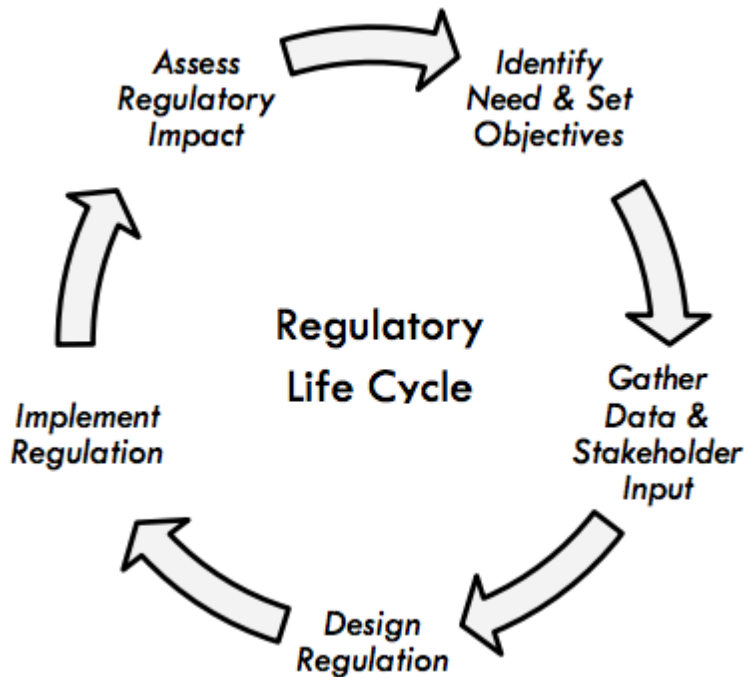 Assess
Regulatory
Impact
Identify
Need & Set
Objectives
Regulatory
Life Cycle
Gather
Data &
Stakeholder
Input
Implement
Regulation
Design
Regulation